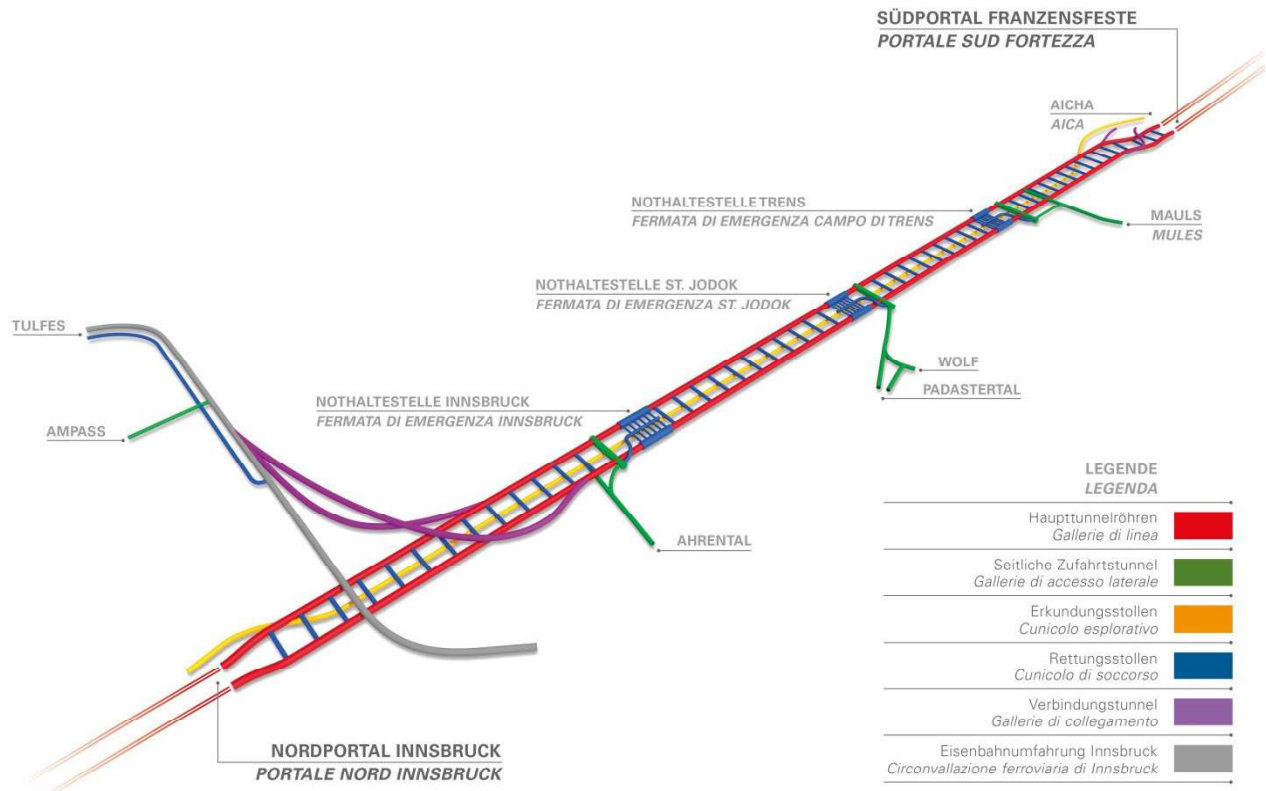 SÜDPORTAL FRANZENSFESTE
PORTALE SUD FORTEZZA
AICHA
AICA
NOTHALTESTELLE TRENS
FERMATA DI EMERGENZA CAMPO DI TRENS
MAULS
MULES
NOTHALTESTELLE ST. JODOK
FERMATA DI EMERGENZA ST. JODOK
TULFES
WOLF
PADASTERTAL
NOTHALTESTELLE INNSBRUCK
FERMATA DI EMERGENZA INNSBRUCK
AMPASS
AHRENTAL
NORDPORTAL INNSBRUCK
PORTALE NORD INNSBRUCK
LEGENDE
LEGENDA
Haupttunnelröhren
Gallerie di linea
Seitliche Zufahrtstunnel
Gallerie di accesso laterale
Erkundungsstollen
Cunicolo esplorativo
Rettungsstollen
Cunicolo di soccorso
Verbindungstunnel
Gallerie di collegamento
Eisenbahnumfahrung Innsbruck
Circonvallazione ferroviaria di Innsbruck